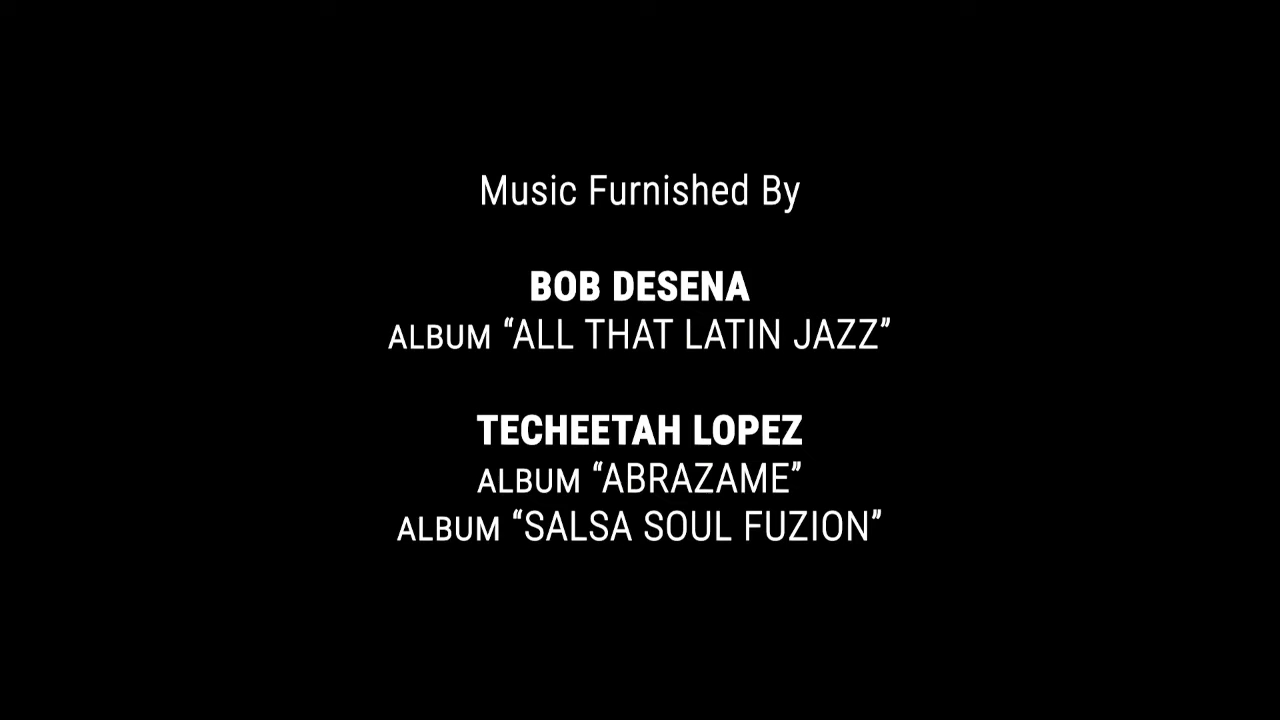 Music Furnished By
BOB DESENA
ALBUM “ALL THAT LATIN JAZZ”
TECHEETAH LOPEZ
ALBUM “ABRAZAME”
ALBUM “SALSA SOUL FUZION”